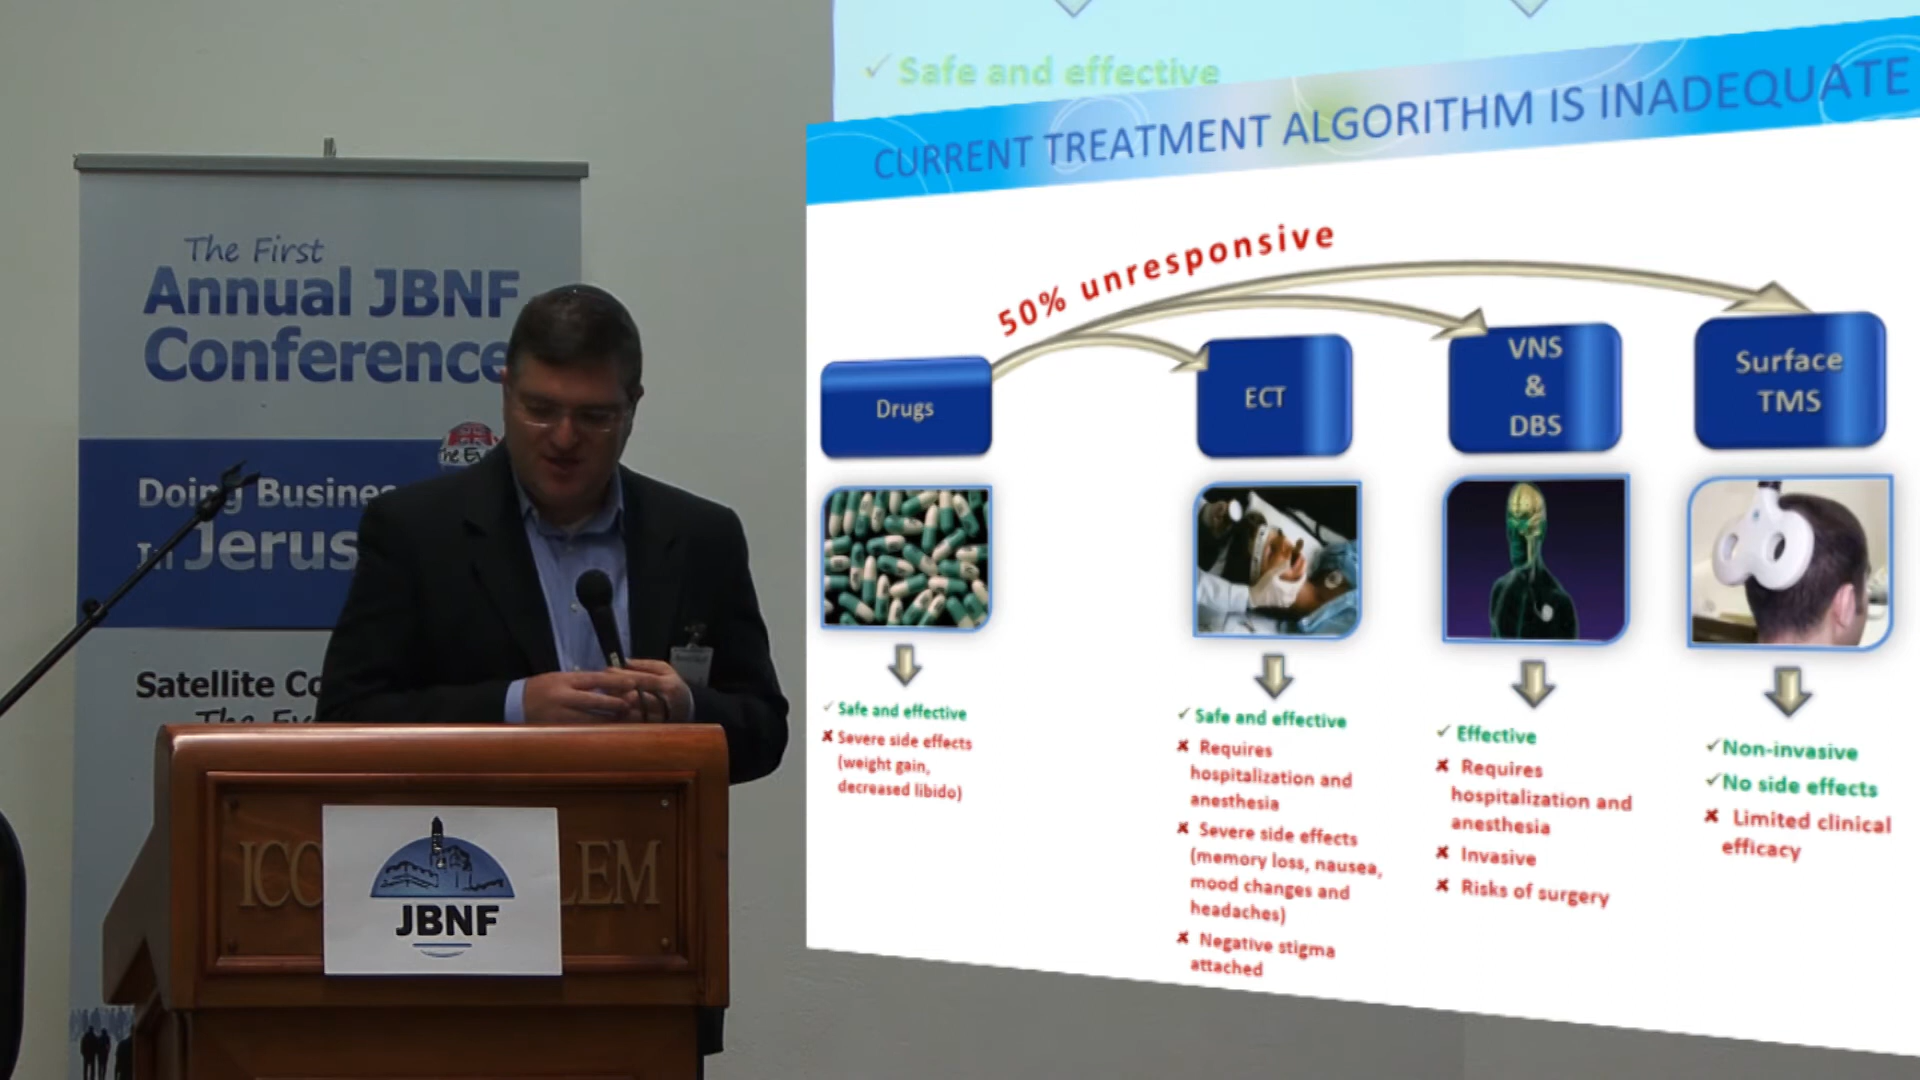 The First
Annual JBNF
Conference
Doing
In
Satellite
The
JBNF
Safe and effective
CURRENT TREATMENT ALGORITHM IS INADEQUATE
50% unresponsive
Drugs
ECT
VNS
&
DBS
Surface
TMS
✓ Safe and effective
✘ Severe side effects
(weight gain,
decreased libido)
✓ Safe and effective
✘ Requires
hospitalization and
anesthesia
✘ Severe side effects
(memory loss, nausea,
mood changes and
headaches)
✘ Negative stigma
attached
✓ Effective
✘ Requires
hospitalization and
anesthesia
✘ Invasive
✘ Risks of surgery
✓Non-invasive
✓No side effects
✘ Limited clinical
efficacy